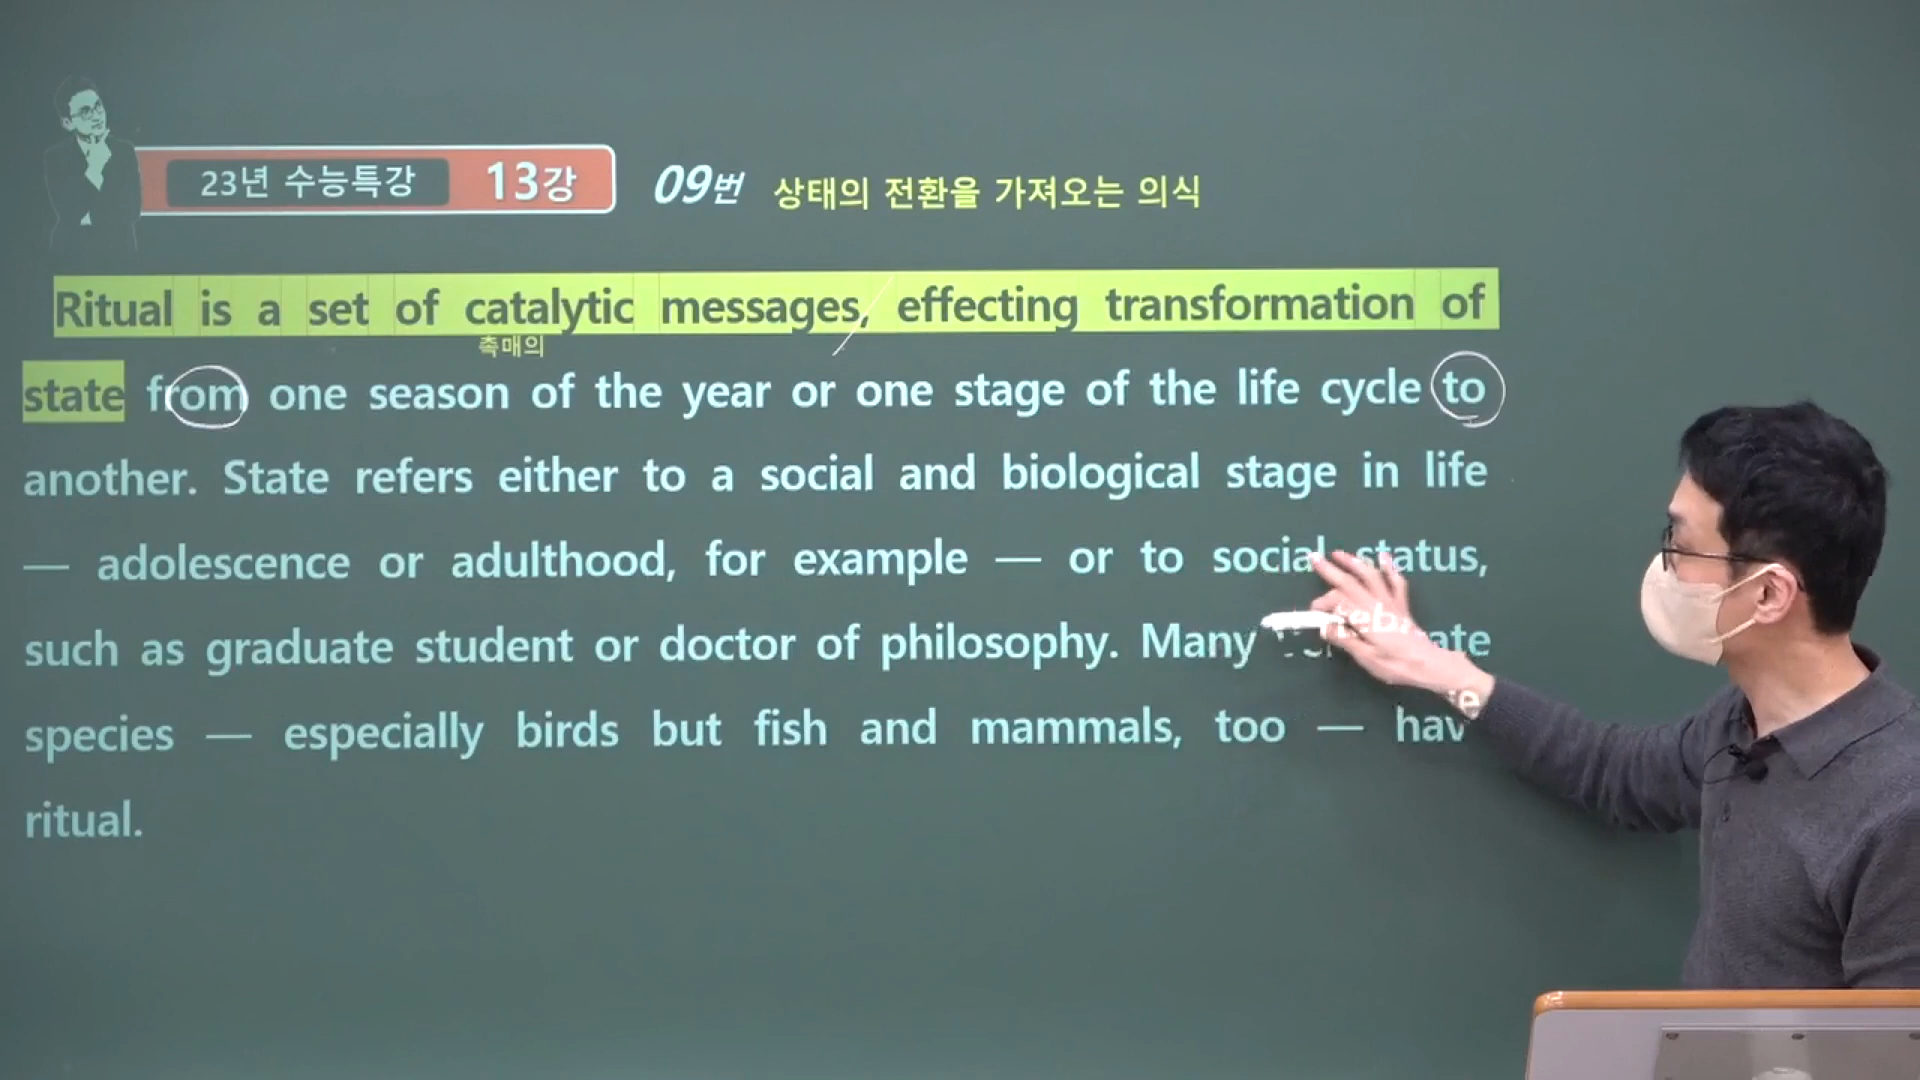 23년 수능특강 13강 09번 상태의 전환을 가져오는 의식
Ritual is a set of catalytic messages, effecting transformation of
촉매의
state from one season of the year or one stage of the life cycle to
another. State refers either to a social and biological stage in life
— adolescence or adulthood, for example — or to social status,
such as graduate student or doctor of philosophy. Many
species — especially birds but fish and mammals, too — have
ritual.